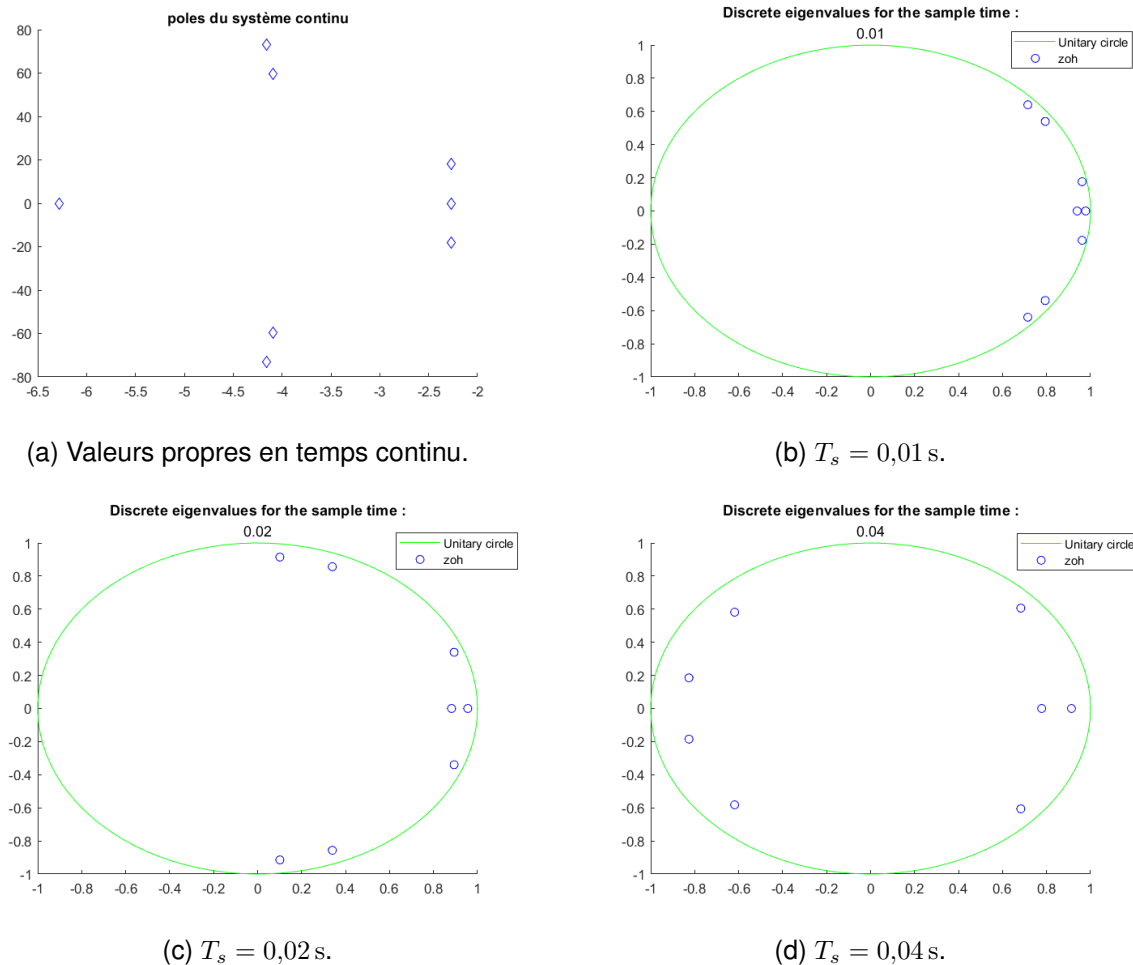 poles du système continu
80
60
40
20
0
-20
-40
-60
-80
-6.5 -6 -5.5 -5 -4.5 -4 -3.5 -3 -2.5 -2
(a) Valeurs propres en temps continu.
Discrete eigenvalues for the sample time :
0.01
Unitary circle
zoh
1
0.8
0.6
0.4
0.2
0
-0.2
-0.4
-0.6
-0.8
-1
-1 -0.8 -0.6 -0.4 -0.2 0 0.2 0.4 0.6 0.8 1
(b) T_s = 0,01 s.
Discrete eigenvalues for the sample time :
0.02
Unitary circle
zoh
1
0.8
0.6
0.4
0.2
0
-0.2
-0.4
-0.6
-0.8
-1
-1 -0.8 -0.6 -0.4 -0.2 0 0.2 0.4 0.6 0.8 1
(c) T_s = 0,02 s.
Discrete eigenvalues for the sample time :
0.04
Unitary circle
zoh
1
0.8
0.6
0.4
0.2
0
-0.2
-0.4
-0.6
-0.8
-1
-1 -0.8 -0.6 -0.4 -0.2 0 0.2 0.4 0.6 0.8 1
(d) T_s = 0,04 s.